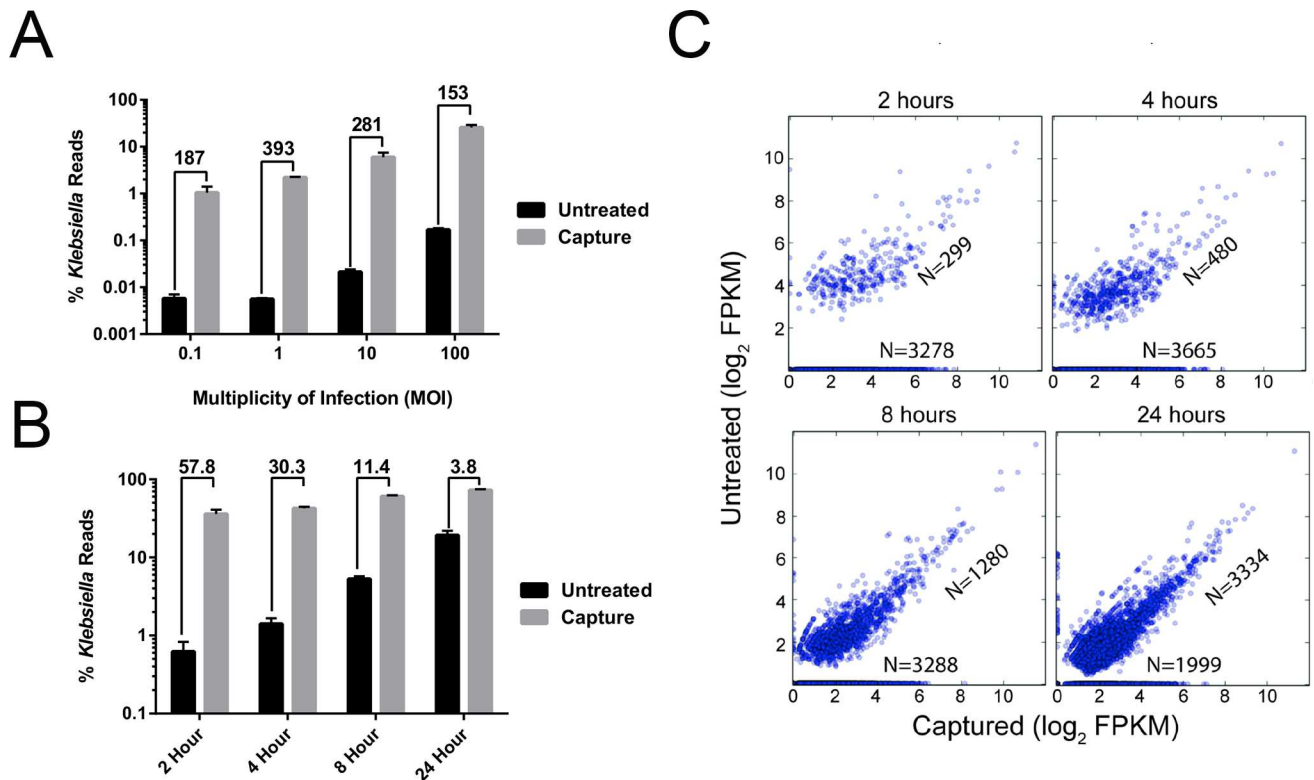 A
100
10
1
0.1
0.01
0.001
% Klebsiella Reads
187
393
281
153
0.1
1
10
100
Multiplicity of Infection (MOI)
Untreated
Capture
B
100
10
1
0.1
% Klebsiella Reads
57.8
30.3
11.4
3.8
2 Hour
4 Hour
8 Hour
24 Hour
Untreated
Capture
C
2 hours
4 hours
10
8
6
4
2
N=299
N=3278
0 2 4 6 8 10
N=480
N=3665
0 2 4 6 8 10
8 hours
24 hours
10
8
6
4
2
N=1280
N=3288
0 2 4 6 8 10
N=3334
N=1999
0 2 4 6 8 10
Untreated (log2 FPKM)
Captured (log2 FPKM)